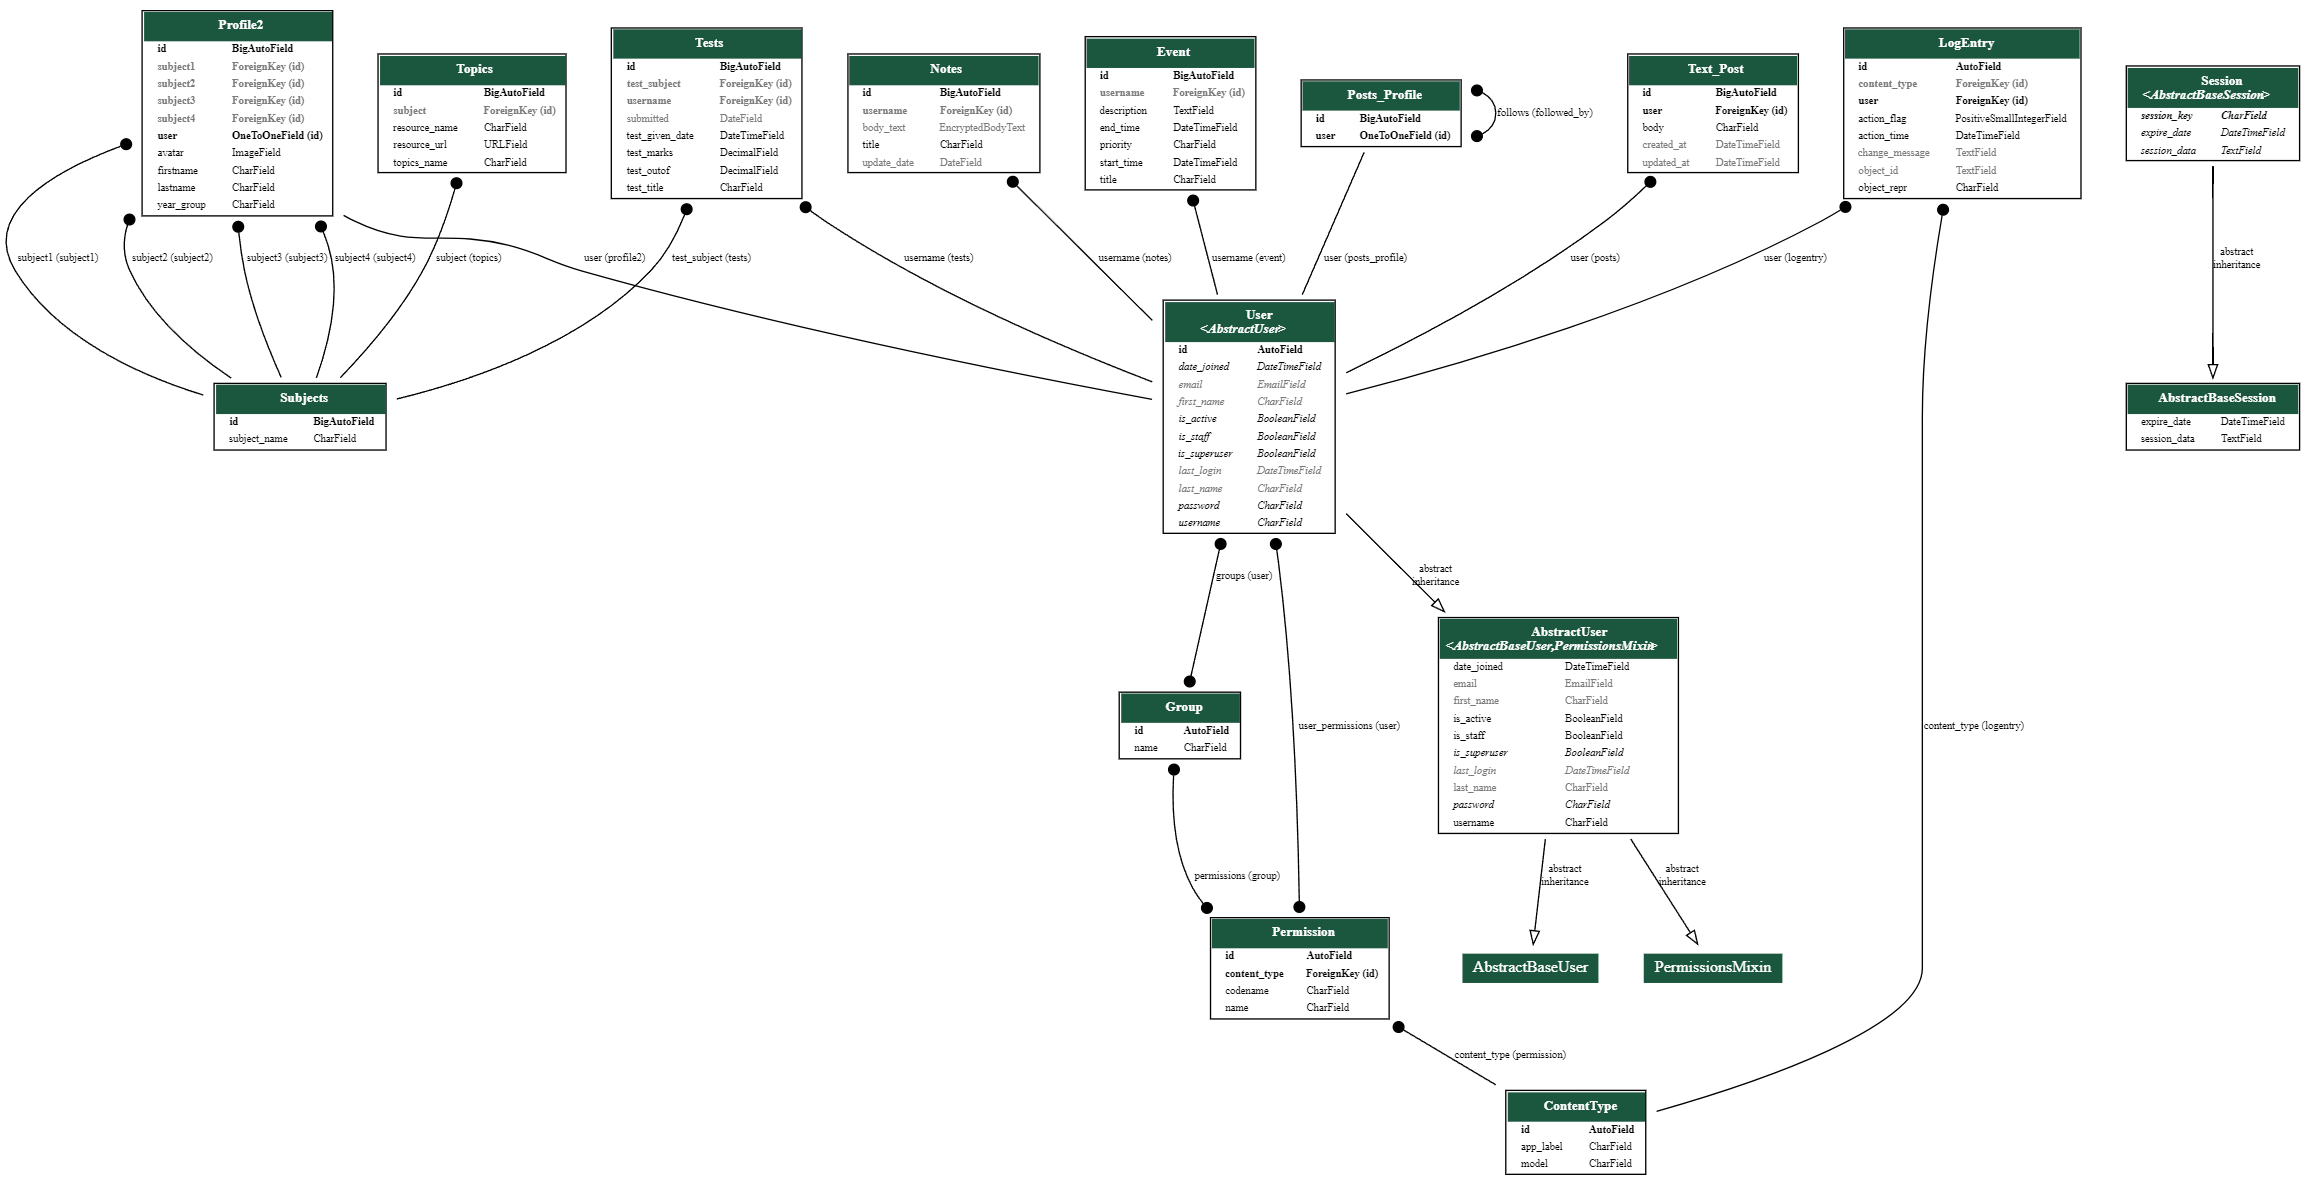 Profile2
id BigAutoField
subject1 ForeignKey (id)
subject2 ForeignKey (id)
subject3 ForeignKey (id)
subject4 ForeignKey (id)
user OneToOneField (id)
avatar ImageField
firstname CharField
lastname CharField
year_group CharField
Topics
id BigAutoField
subject ForeignKey (id)
resource_name CharField
resource_url URLField
topics_name CharField
Tests
id BigAutoField
test_subject ForeignKey (id)
username ForeignKey (id)
submitted DateField
test_given_date DateTimeField
test_marks DecimalField
test_outof DecimalField
test_title CharField
Notes
id BigAutoField
username ForeignKey (id)
body_text EncryptedBodyText
title CharField
update_date DateField
Event
id BigAutoField
username ForeignKey (id)
description TextField
end_time DateTimeField
priority CharField
start_time DateTimeField
title CharField
Posts_Profile
id BigAutoField
user OneToOneField (id)
follows (followed_by)
Text_Post
id BigAutoField
user ForeignKey (id)
body CharField
created_at DateTimeField
updated_at DateTimeField
LogEntry
id AutoField
content_type ForeignKey (id)
user ForeignKey (id)
action_flag PositiveSmallIntegerField
action_time DateTimeField
change_message TextField
object_id TextField
object_repr CharField
Session
<AbstractBaseSession>
session_key CharField
expire_date DateTimeField
session_data TextField
subject1 (subject1)
subject2 (subject2)
subject3 (subject3)
subject4 (subject4)
subject (topics)
user (profile2)
test_subject (tests)
username (tests)
username (notes)
username (event)
user (posts_profile)
user (posts)
user (logentry)
abstract
inheritance
Subjects
id BigAutoField
subject_name CharField
User
<AbstractUser>
id AutoField
date_joined DateTimeField
email EmailField
first_name CharField
is_active BooleanField
is_staff BooleanField
is_superuser BooleanField
last_login DateTimeField
last_name CharField
password CharField
username CharField
AbstractBaseSession
expire_date DateTimeField
session_data TextField
groups (user)
abstract
inheritance
AbstractUser
<AbstractBaseUser,PermissionsMixin>
date_joined DateTimeField
email EmailField
first_name CharField
is_active BooleanField
is_staff BooleanField
is_superuser BooleanField
last_login DateTimeField
last_name CharField
password CharField
username CharField
Group
id AutoField
name CharField
user_permissions (user)
content_type (logentry)
permissions (group)
abstract
inheritance
abstract
inheritance
Permission
id AutoField
content_type ForeignKey (id)
codename CharField
name CharField
AbstractBaseUser
PermissionsMixin
content_type (permission)
ContentType
id AutoField
app_label CharField
model CharField